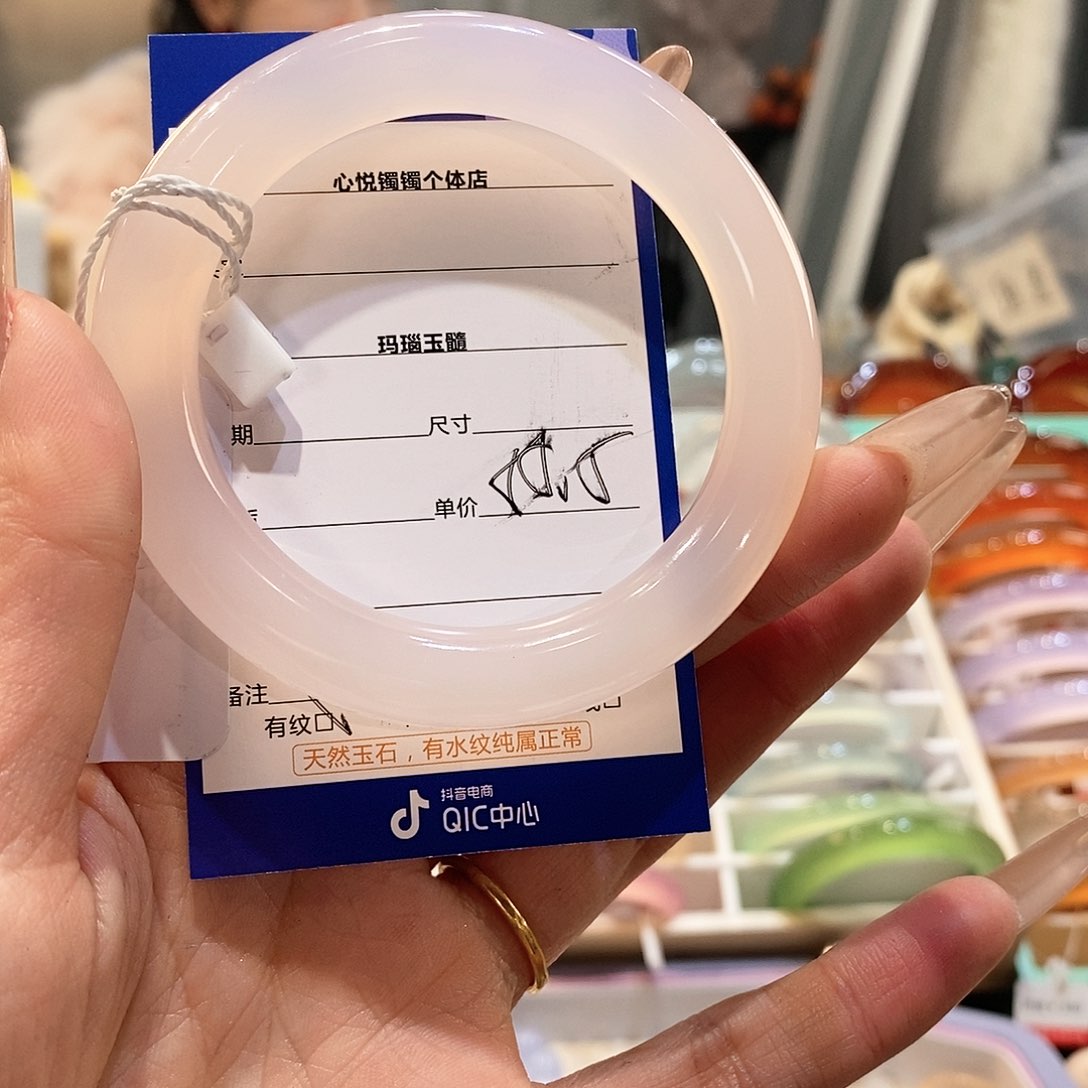 心悦镯镯个体店
玛瑙玉髓
期 尺寸
单价
备注
有纹□
天然玉石，有水纹纯属正常
抖音电商
QIC中心